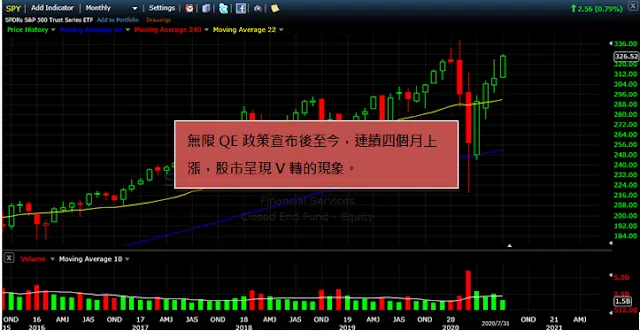 SPY Add Indicator Monthly Settings
SPDRs S&P 500 Trust Series ETF Add to Portfolio Drawings
2.56 (0.79%)
Price History Moving Average 240 Moving Average 22
336.00
326.52
320.00
312.00
304.00
296.00
288.00
280.00
272.00
264.00
256.00
248.00
240.00
232.00
224.00
216.00
208.00
200.00
192.00
184.00
無限 QE 政策宣布後至今，連續四個月上
漲，股市呈現 V 轉的現象。
Financial Services
Closed End Fund - Equity
X Volume Moving Average 10
1.5B
OND 16 AMJ JAS OND 17 AMJ JAS OND 18 AMJ JAS OND 19 AMJ JAS OND 20 AMJ 2020/7/31 OND 21 AMJ JAS
2015 2016 2017 2018 2019 2020 2021